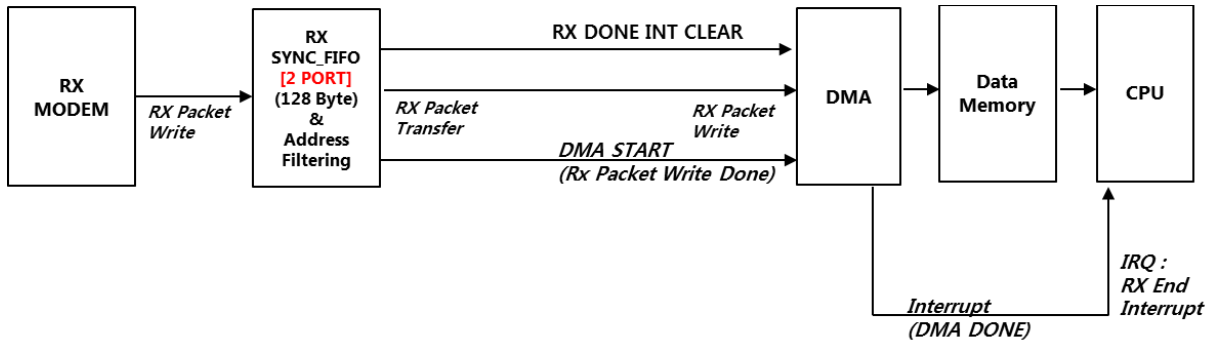 RX
MODEM
RX Packet
Write
RX
SYNC_FIFO
[2 PORT]
(128 Byte)
&
Address
Filtering
RX DONE INT CLEAR
RX Packet
Transfer
RX Packet
Write
DMA START
(Rx Packet Write Done)
DMA
Data
Memory
CPU
Interrupt
(DMA DONE)
IRQ :
RX End
Interrupt